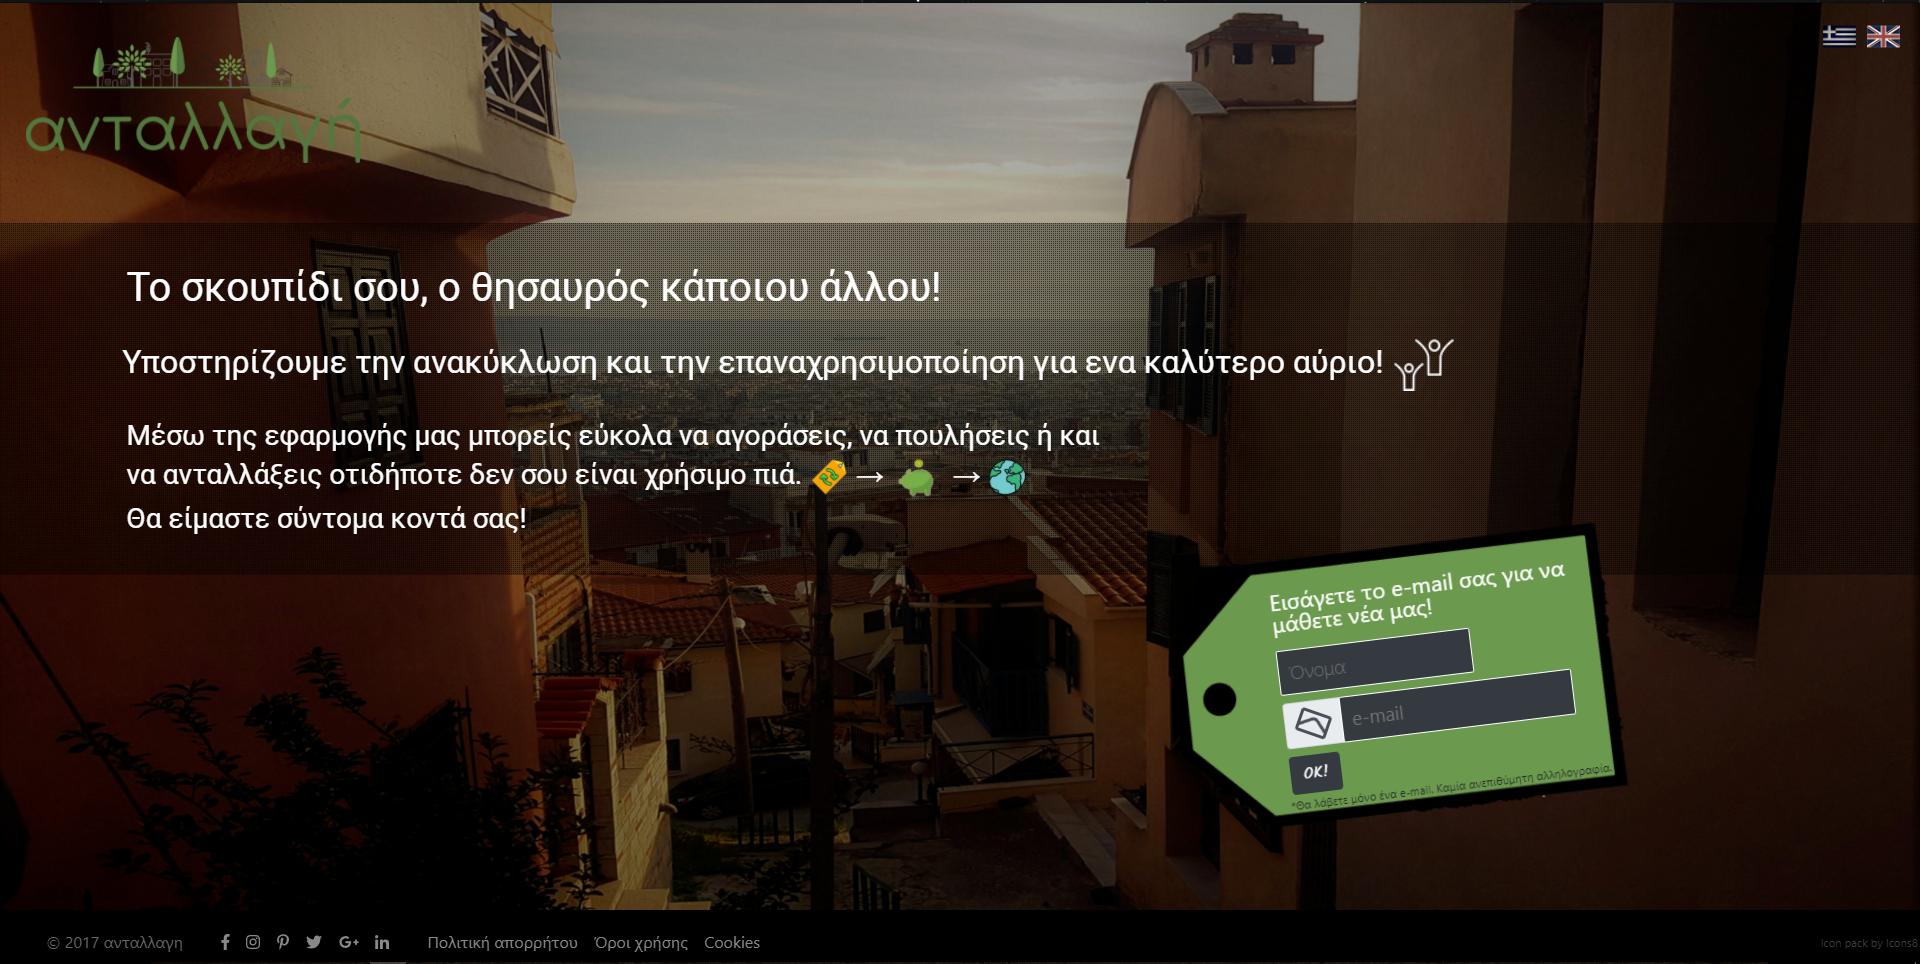 ανταλλαγή
Το σκουπίδι σου, ο θησαυρός κάποιου άλλου!
Υποστηρίζουμε την ανακύκλωση και την επαναχρησιμοποίηση για ενα καλύτερο αύριο!
Μέσω της εφαρμογής μας μπορείς εύκολα να αγοράσεις, να πουλήσεις ή και
να ανταλλάξεις οτιδήποτε δεν σου είναι χρήσιμο πιά. → →
Θα είμαστε σύντομα κοντά σας!
Εισάγετε το e-mail σας για να
μάθετε νέα μας!
Όνομα
e-mail
OK!
*Θα λάβετε μόνο ένα e-mail. Καμία ανεπιθύμητη αλληλογραφία.
© 2017 ανταλλαγη Πολιτική απορρήτου Όροι χρήσης Cookies Icon pack by Icons8